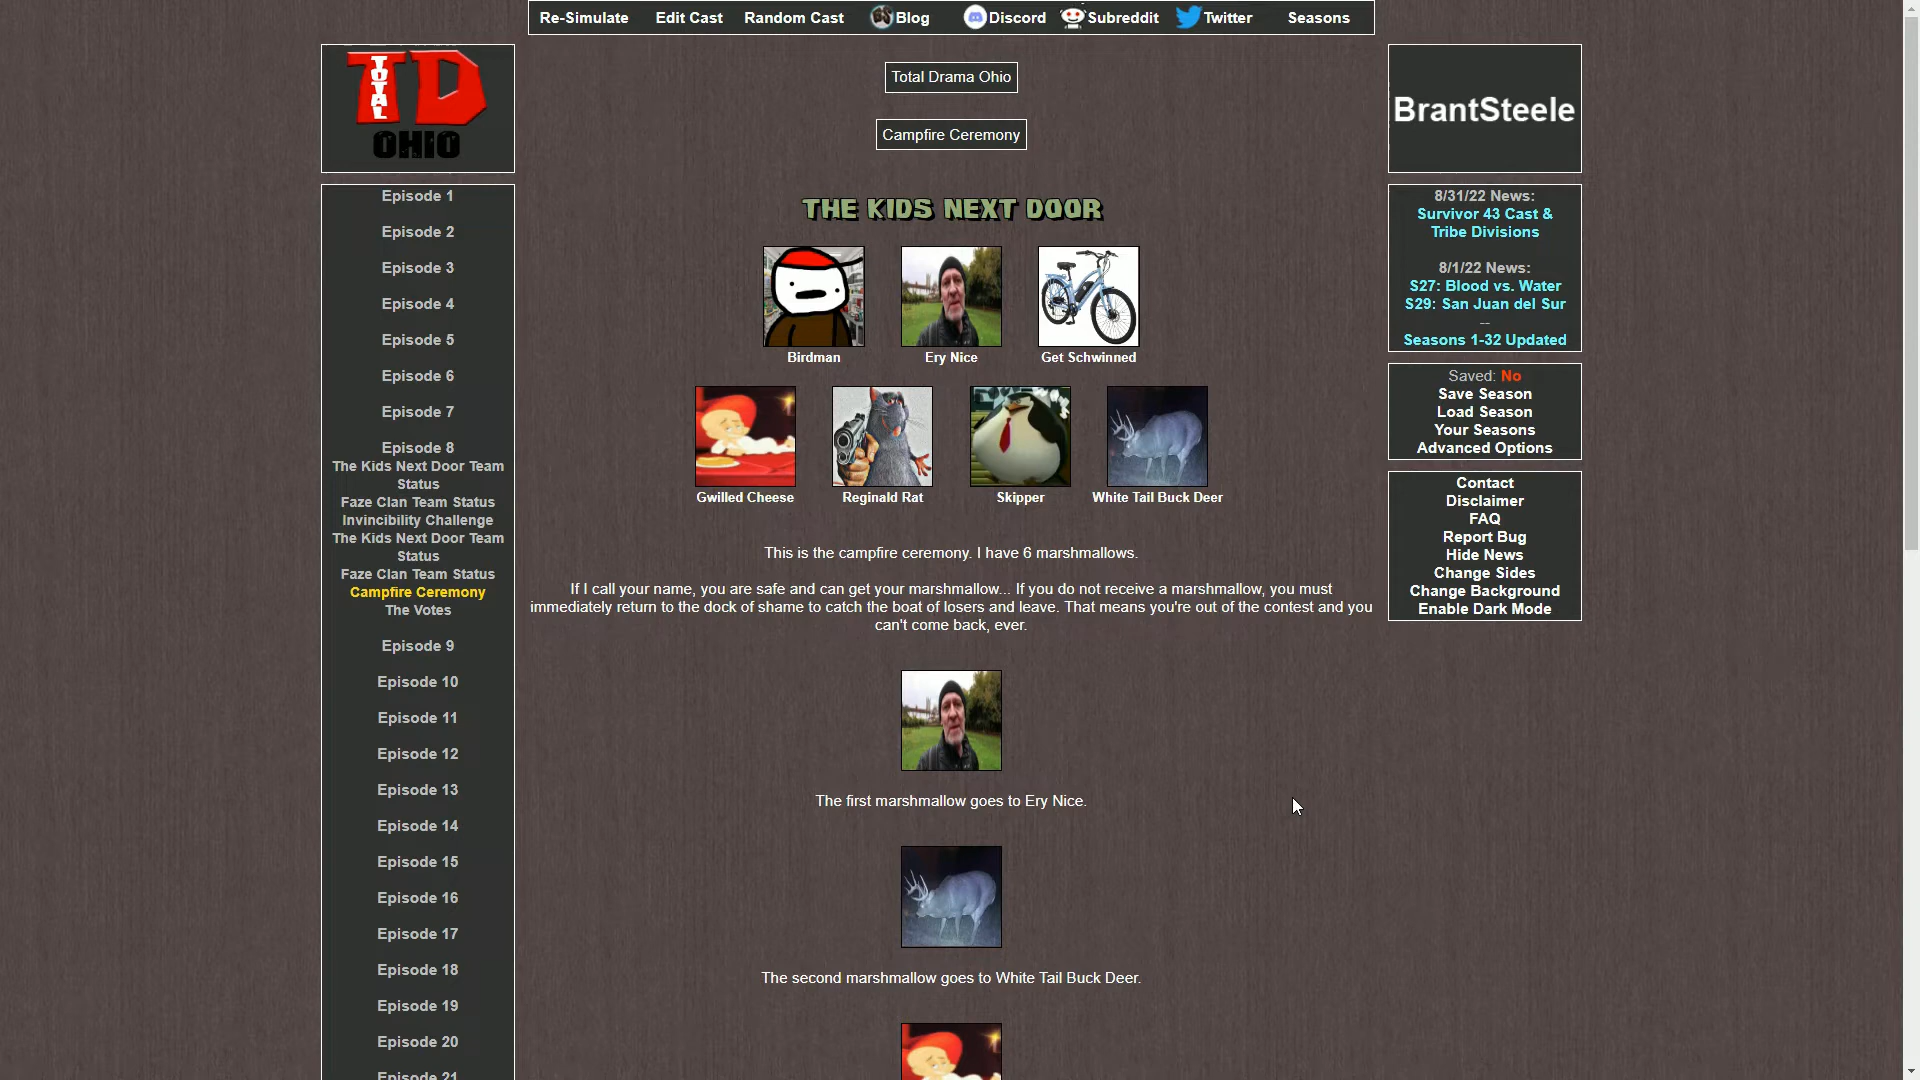 Re-Simulate Edit Cast Random Cast Blog Discord Subreddit Twitter Seasons
TOTAL
TD
OHIO
Episode 1
Episode 2
Episode 3
Episode 4
Episode 5
Episode 6
Episode 7
Episode 8
The Kids Next Door Team
Status
Faze Clan Team Status
Invincibility Challenge
The Kids Next Door Team
Status
Faze Clan Team Status
Campfire Ceremony
The Votes
Episode 9
Episode 10
Episode 11
Episode 12
Episode 13
Episode 14
Episode 15
Episode 16
Episode 17
Episode 18
Episode 19
Episode 20
Episode 21
Total Drama Ohio
Campfire Ceremony
THE KIDS NEXT DOOR
Birdman
Ery Nice
Get Schwinned
Gwilled Cheese
Reginald Rat
Skipper
White Tail Buck Deer
This is the campfire ceremony. I have 6 marshmallows.
If I call your name, you are safe and can get your marshmallow... If you do not receive a marshmallow, you must
immediately return to the dock of shame to catch the boat of losers and leave. That means you're out of the contest and you
can't come back, ever.
The first marshmallow goes to Ery Nice.
The second marshmallow goes to White Tail Buck Deer.
BrantSteele
8/31/22 News:
Survivor 43 Cast &
Tribe Divisions
8/1/22 News:
S27: Blood vs. Water
S29: San Juan del Sur
--
Seasons 1-32 Updated
Saved: No
Save Season
Load Season
Your Seasons
Advanced Options
Contact
Disclaimer
FAQ
Report Bug
Hide News
Change Sides
Change Background
Enable Dark Mode